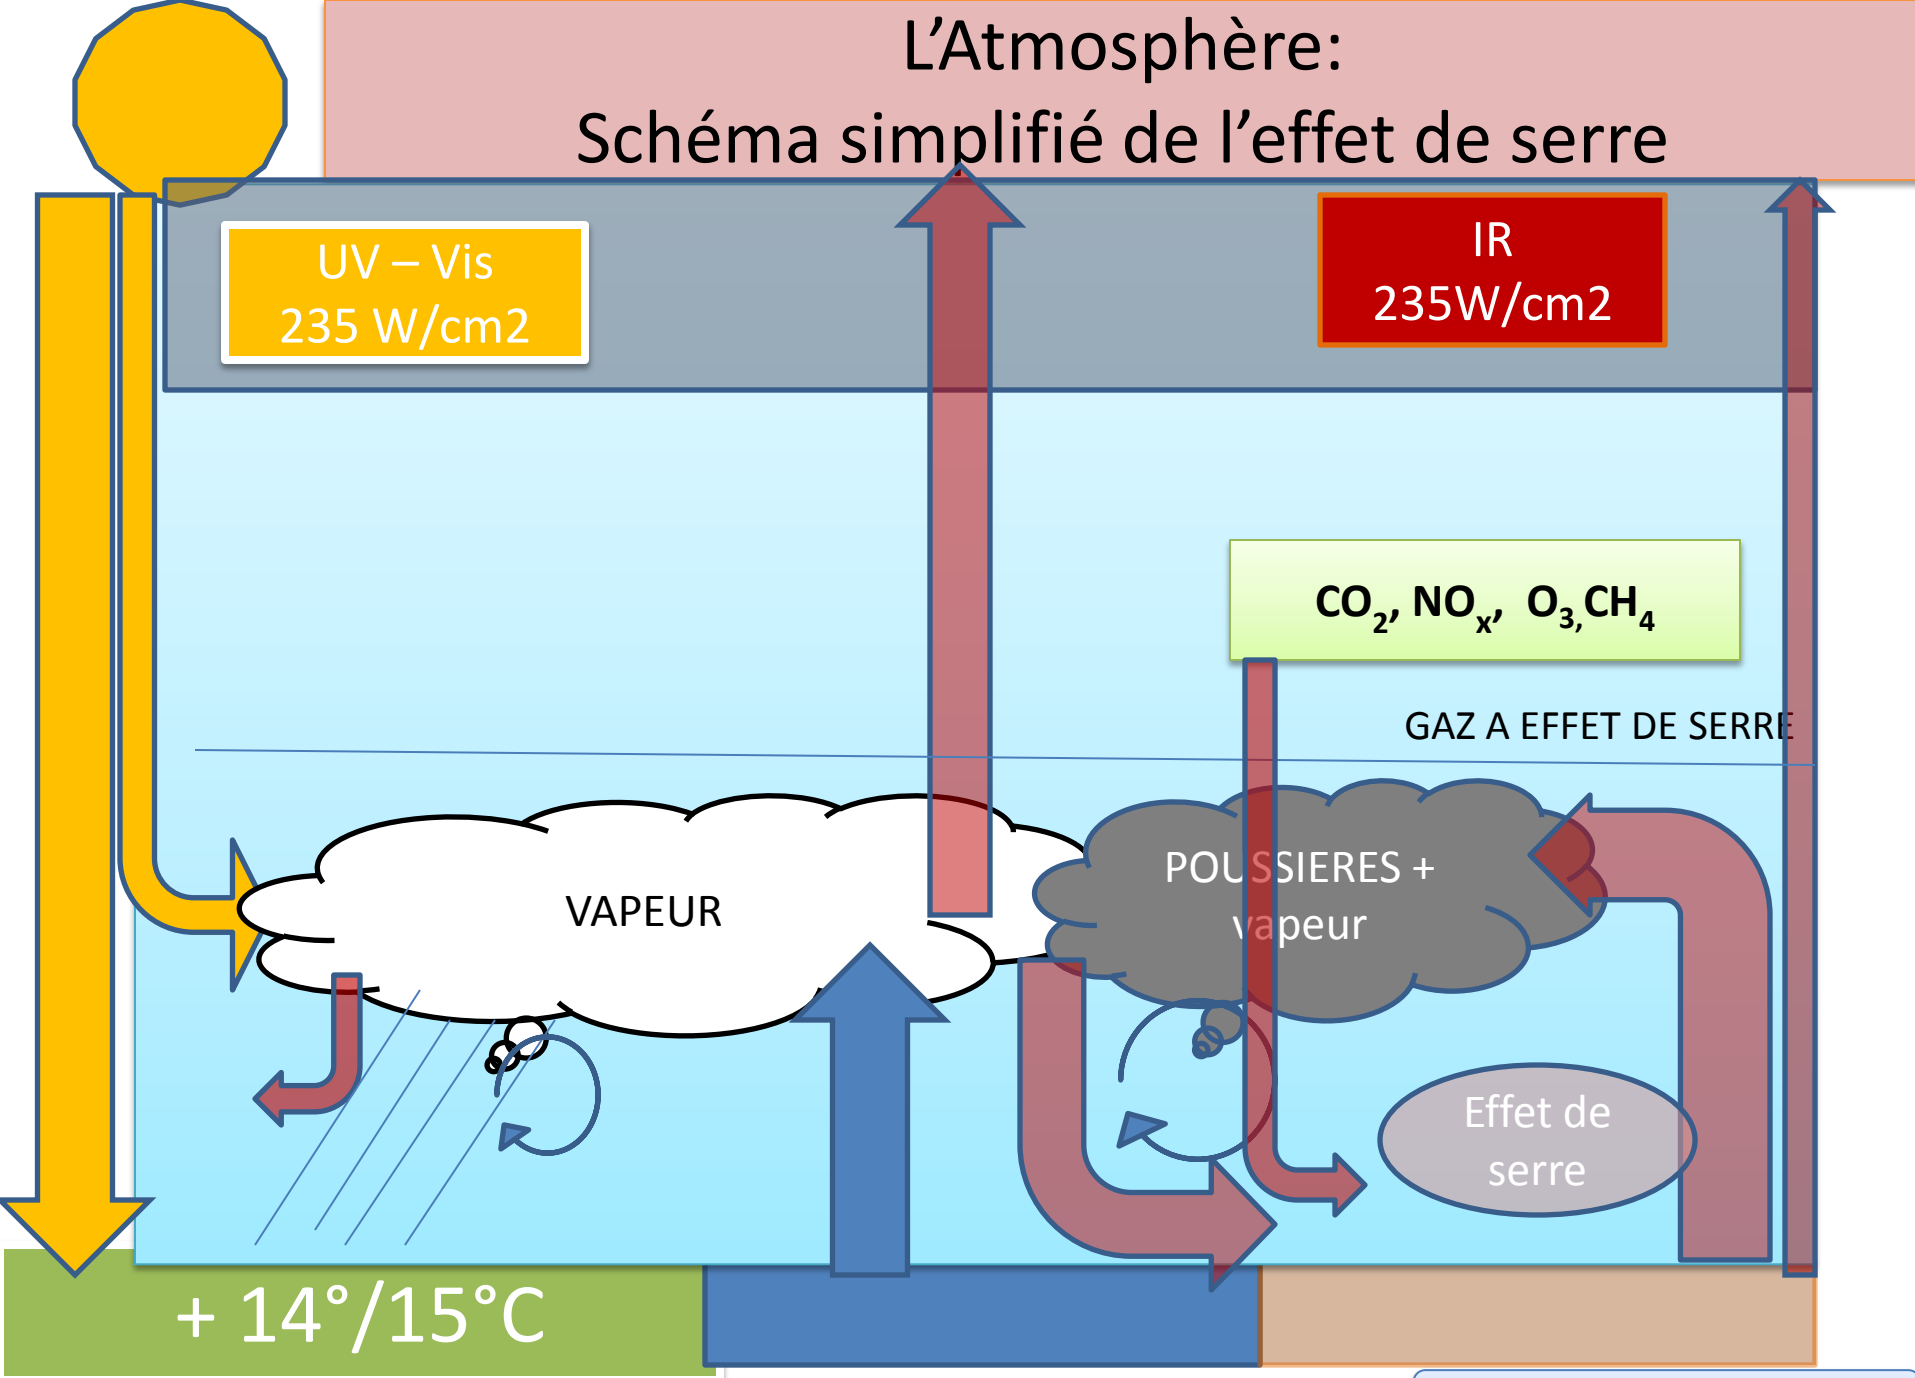 L’Atmosphère:
Schéma simplifié de l’effet de serre
UV – Vis
235 W/cm2
IR
235W/cm2
CO₂, NOₓ, O₃,CH₄
GAZ A EFFET DE SERRE
POUSSIERES +
vapeur
VAPEUR
Effet de
serre
+ 14°/15°C